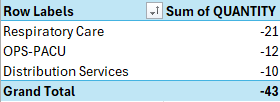 Row Labels Sum of QUANTITY
Respiratory Care -21
OPS-PACU -12
Distribution Services -10
Grand Total -43